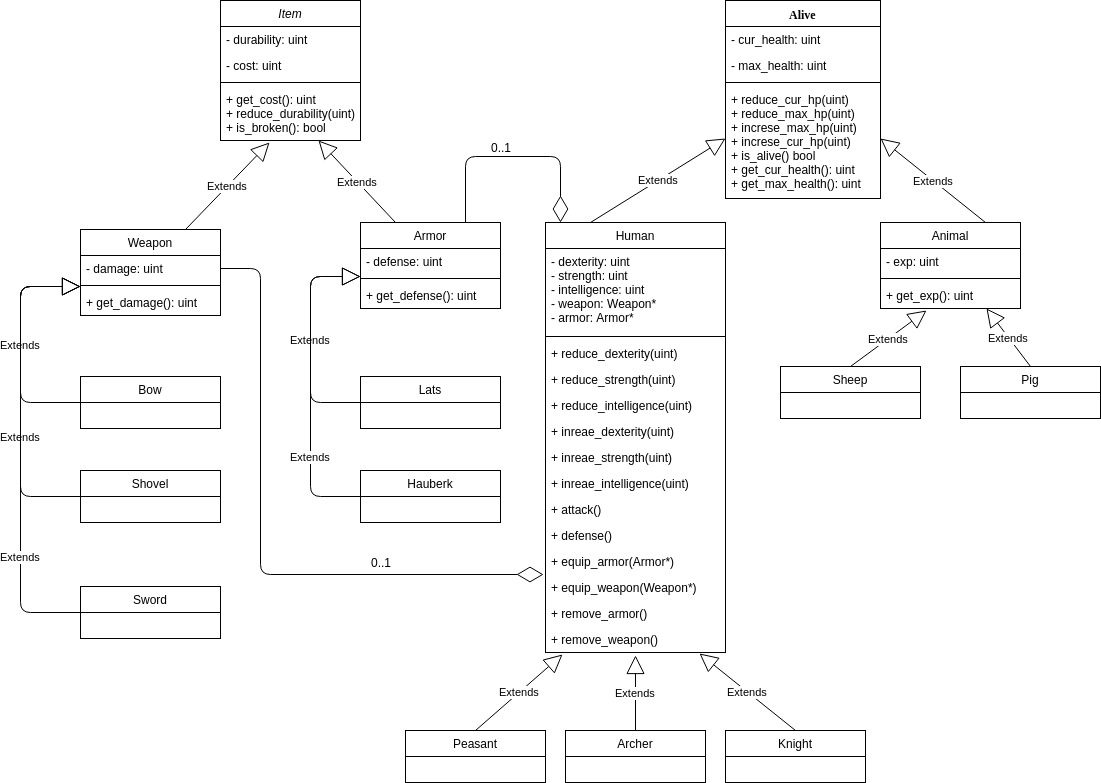 Item
- durability: uint
- cost: uint
+ get_cost(): uint
+ reduce_durability(uint)
+ is_broken(): bool
Alive
- cur_health: uint
- max_health: uint
+ reduce_cur_hp(uint)
+ reduce_max_hp(uint)
+ increse_max_hp(uint)
+ increse_cur_hp(uint)
+ is_alive() bool
+ get_cur_health(): uint
+ get_max_health(): uint
0..1
Extends
Extends
Extends
Extends
Weapon
- damage: uint
+ get_damage(): uint
Armor
- defense: uint
+ get_defense(): uint
Human
- dexterity: uint
- strength: uint
- intelligence: uint
- weapon: Weapon*
- armor: Armor*
+ reduce_dexterity(uint)
+ reduce_strength(uint)
+ reduce_intelligence(uint)
+ inreae_dexterity(uint)
+ inreae_strength(uint)
+ inreae_intelligence(uint)
+ attack()
+ defense()
+ equip_armor(Armor*)
+ equip_weapon(Weapon*)
+ remove_armor()
+ remove_weapon()
Animal
- exp: uint
+ get_exp(): uint
Extends
Extends
Extends
Extends
Bow
Lats
Sheep
Pig
Extends
Extends
Shovel
Hauberk
Extends
0..1
Sword
Extends
Extends
Extends
Peasant
Archer
Knight